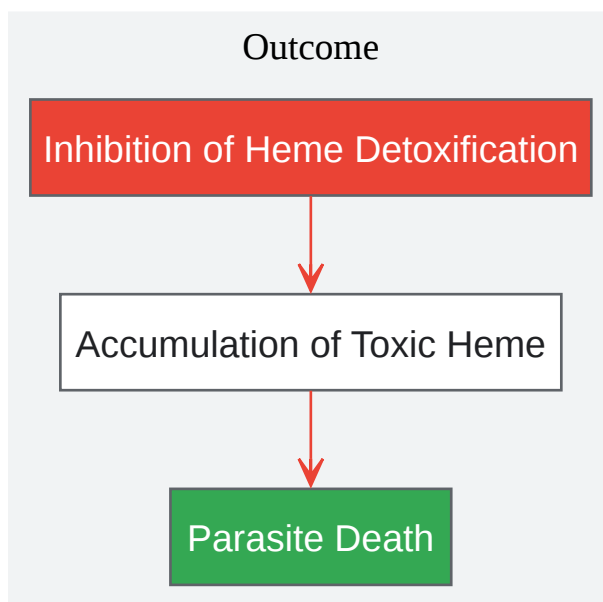 Outcome
Inhibition of Heme Detoxification
Accumulation of Toxic Heme
Parasite Death